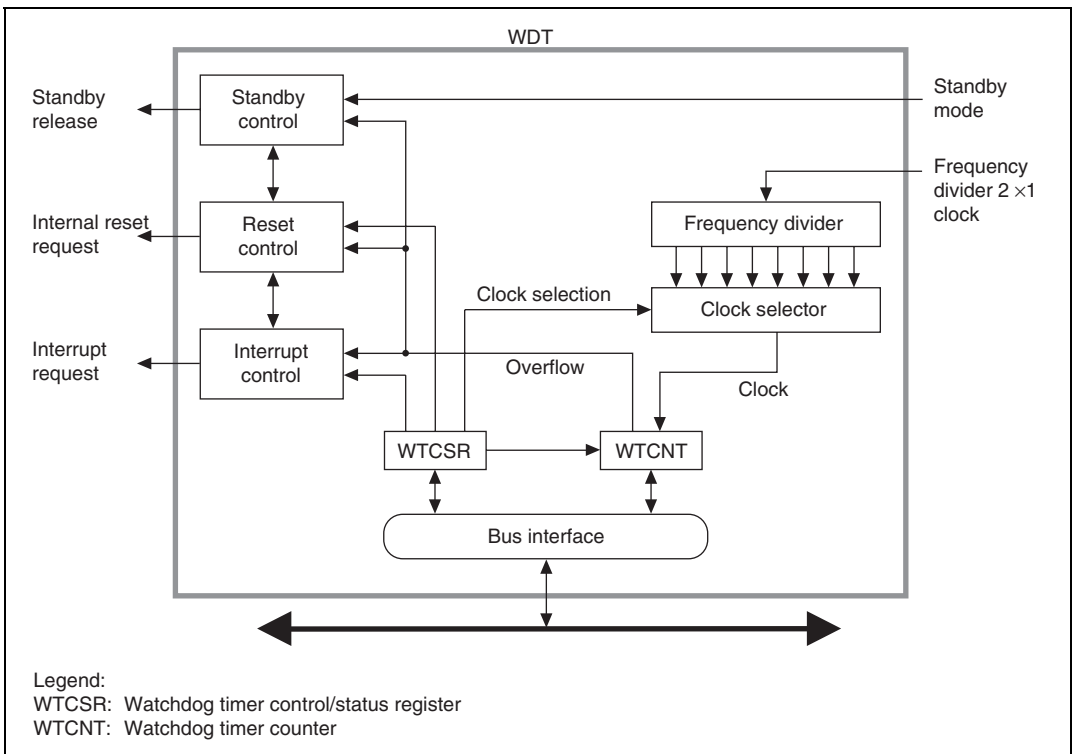 WDT
Standby
release
Standby
control
Standby
mode
Frequency
divider 2 ×1
clock
Internal reset
request
Reset
control
Frequency divider
Clock selection
Clock selector
Interrupt
request
Interrupt
control
Overflow
Clock
WTCSR
WTCNT
Bus interface
Legend:
WTCSR: Watchdog timer control/status register
WTCNT: Watchdog timer counter